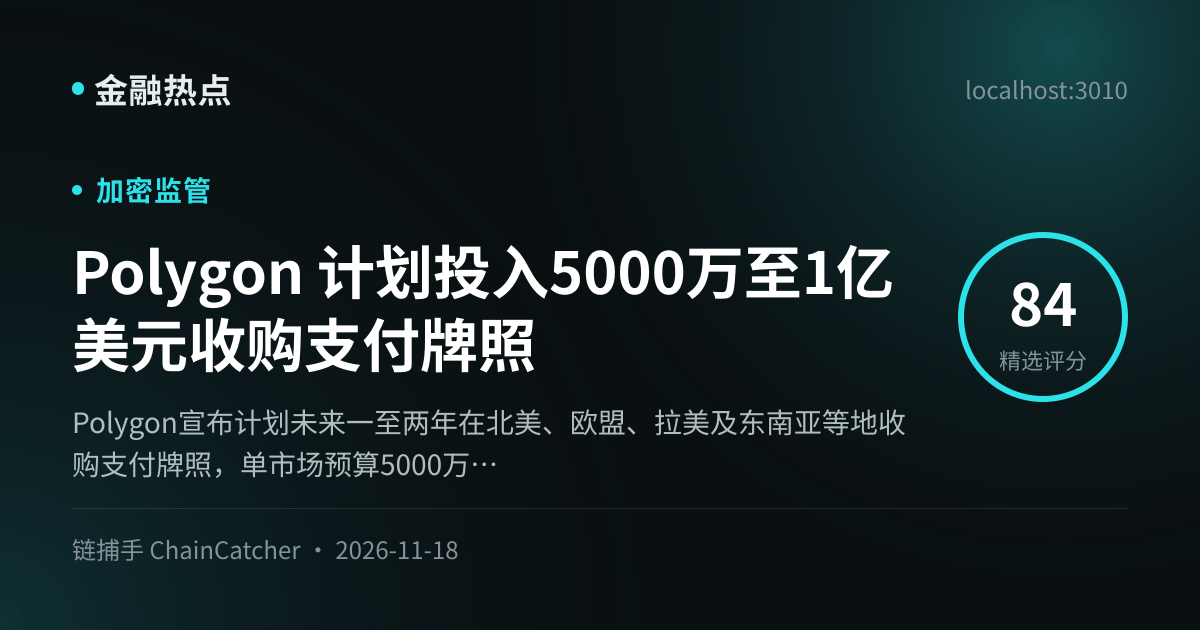 金融热点
localhost:3010
加密监管
Polygon 计划投入5000万至1亿
美元收购支付牌照
84
精选评分
Polygon宣布计划未来一至两年在北美、欧盟、拉美及东南亚等地收
购支付牌照，单市场预算5000万…
链捕手 ChainCatcher · 2026-11-18